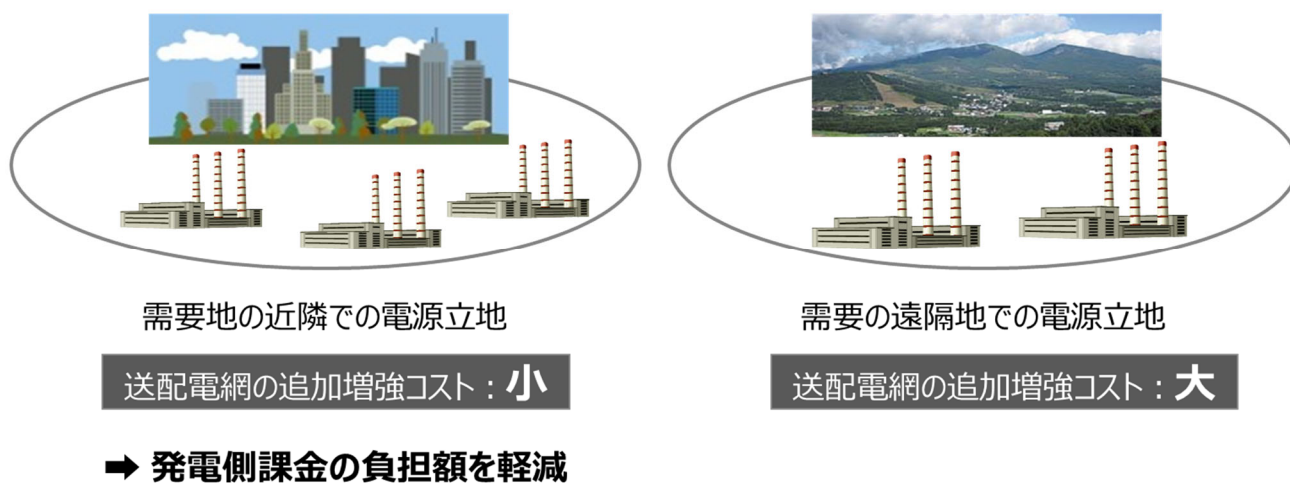 需要地の近隣での電源立地
需要の遠隔地での電源立地
送配電網の追加増強コスト：小
送配電網の追加増強コスト：大
➡ 発電側課金の負担額を軽減